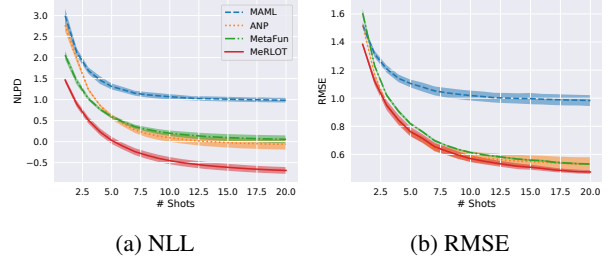 3.0
2.5
2.0
1.5
1.0
0.5
0.0
−0.5
NLPD
MAML
ANP
MetaFun
MeRLOT
2.5 5.0 7.5 10.0 12.5 15.0 17.5 20.0
# Shots
(a) NLL
1.6
1.4
1.2
1.0
0.8
0.6
RMSE
2.5 5.0 7.5 10.0 12.5 15.0 17.5 20.0
# Shots
(b) RMSE